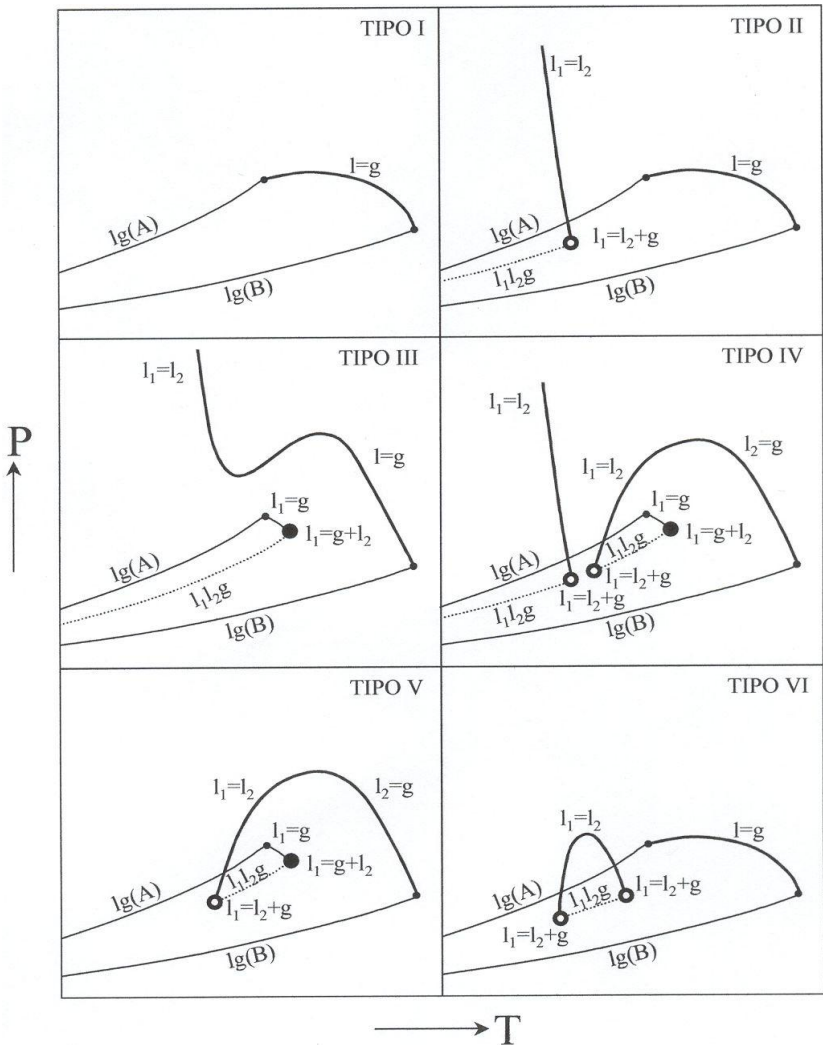 TIPO I
l=g
lg(A)
lg(B)
TIPO II
l₁=l₂
l=g
lg(A)
l₁=l₂+g
l₁l₂g
lg(B)
TIPO III
l₁=l₂
l=g
l₁=g
l₁=g+l₂
lg(A)
l₁l₂g
lg(B)
TIPO IV
l₁=l₂
l₁=l₂
l₂=g
l₁=g
l₁=g+l₂
l₁l₂g
lg(A)
l₁=l₂+g
l₁=l₂+g
l₁l₂g
lg(B)
TIPO V
l₁=l₂
l₂=g
l₁=g
l₁=g+l₂
l₁l₂g
lg(A)
l₁=l₂+g
lg(B)
TIPO VI
l₁=l₂
l=g
lg(A)
l₁l₂g
l₁=l₂+g
l₁=l₂+g
lg(B)
P
T